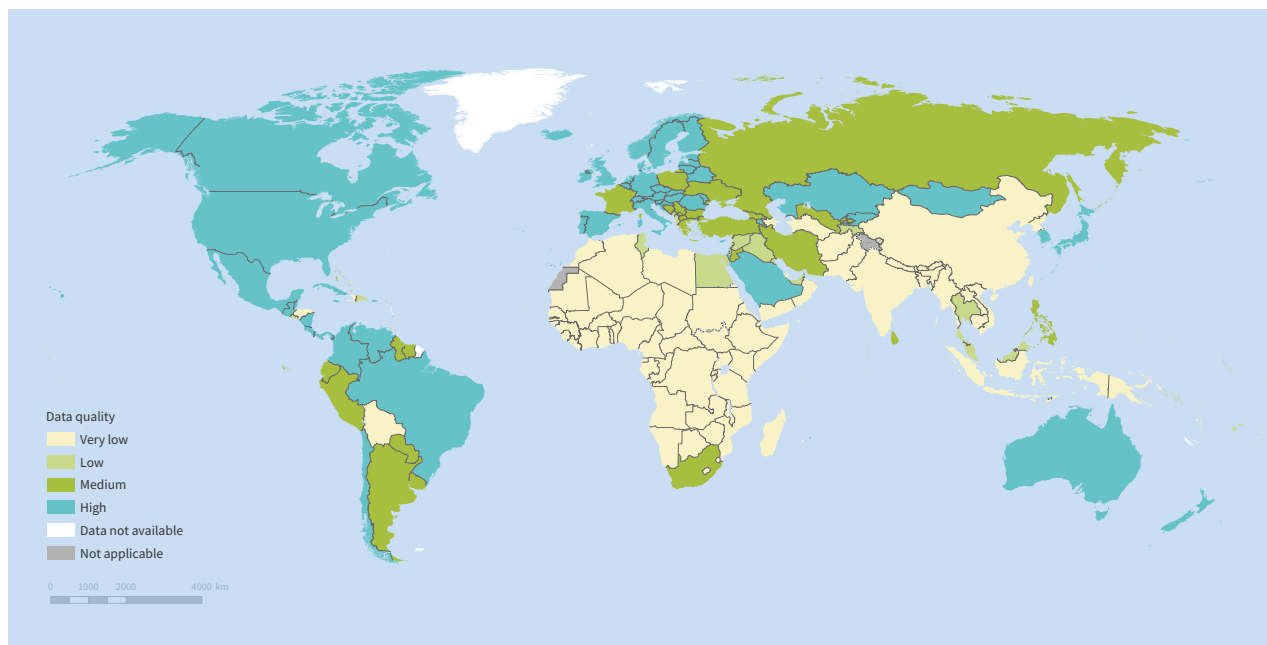 Data quality
Very low
Low
Medium
High
Data not available
Not applicable
0 1000 2000 4000 km